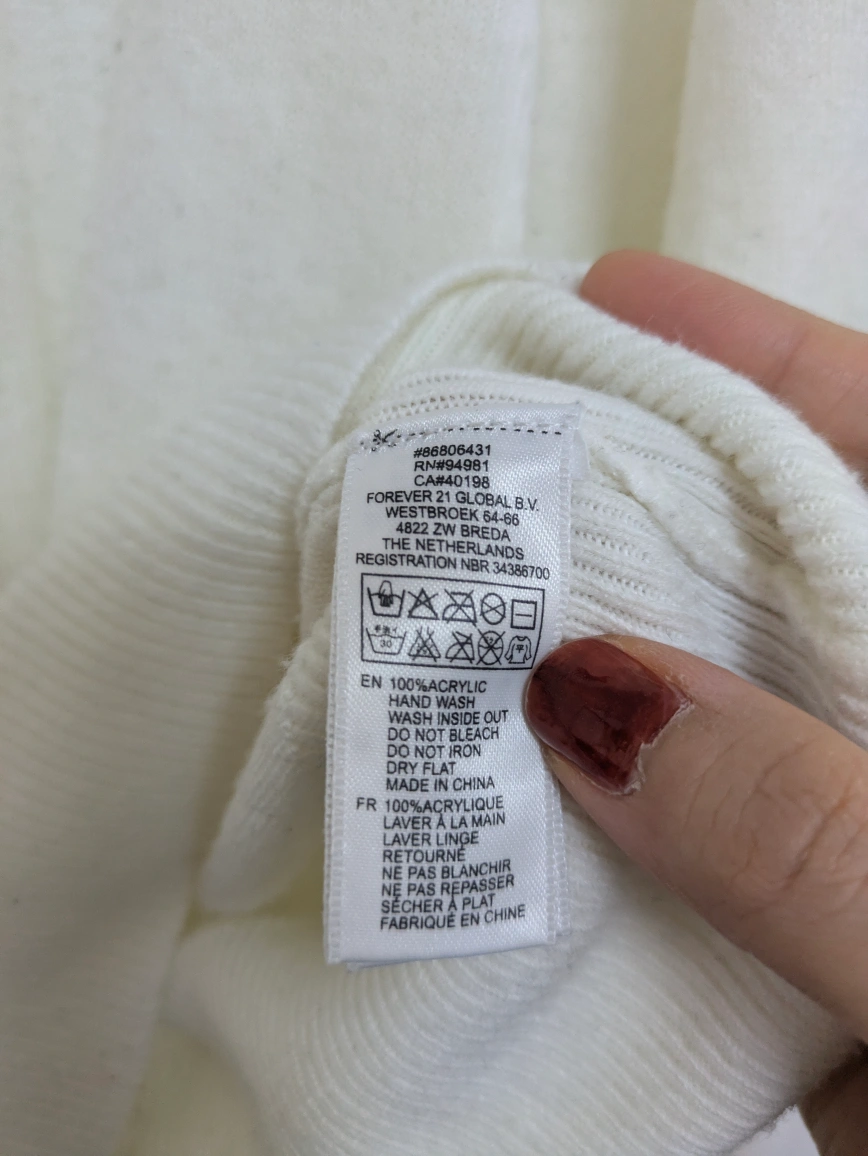 #86806431
RN#94981
CA#40198
FOREVER 21 GLOBAL B.V.
WESTBROEK 64-66
4822 ZW BREDA
THE NETHERLANDS
REGISTRATION NBR 34386700
30
EN 100%ACRYLIC
HAND WASH
WASH INSIDE OUT
DO NOT BLEACH
DO NOT IRON
DRY FLAT
MADE IN CHINA
FR 100%ACRYLIQUE
LAVER À LA MAIN
LAVER LINGE
RETOURNÉ
NE PAS BLANCHIR
NE PAS REPASSER
SÉCHER À PLAT
FABRIQUÉ EN CHINE